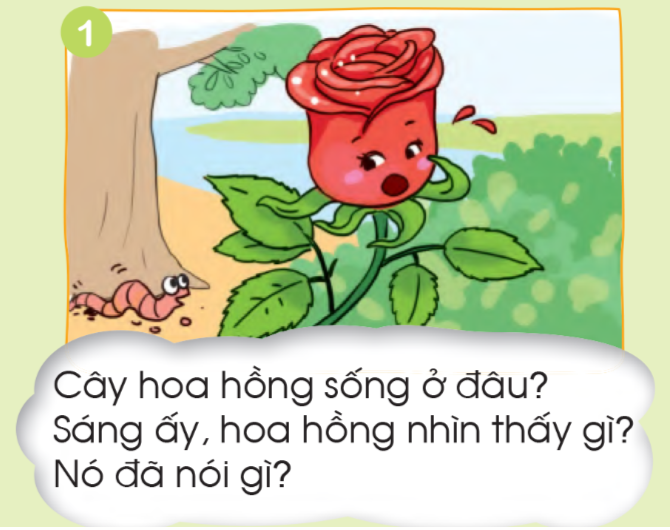 1
Cây hoa hồng sống ở đâu?
Sáng ấy, hoa hồng nhìn thấy gì?
Nó đã nói gì?